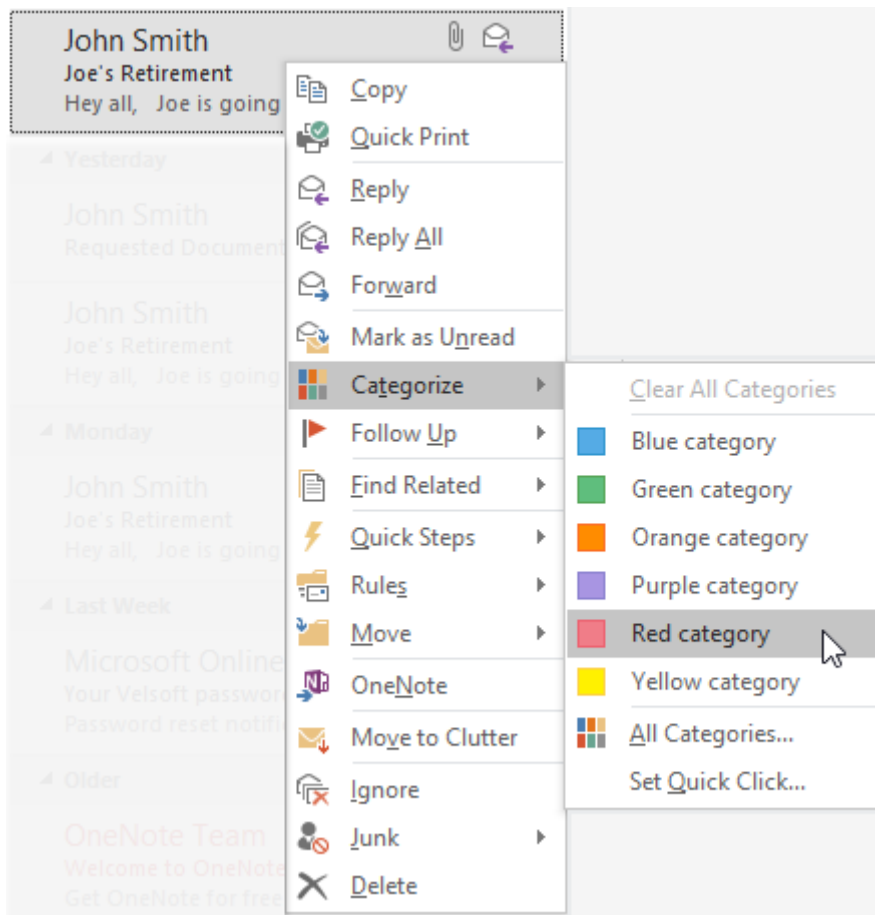 John Smith
Joe's Retirement
Hey all, Joe is going
Copy
Quick Print
Reply
Reply All
Forward
Mark as Unread
Categorize
Follow Up
Find Related
Quick Steps
Rules
Move
OneNote
Move to Clutter
Ignore
Junk
Delete
Clear All Categories
Blue category
Green category
Orange category
Purple category
Red category
Yellow category
All Categories...
Set Quick Click...
Yesterday
John Smith
Requested Document
John Smith
Joe's Retirement
Hey all, Joe is going
Monday
John Smith
Joe's Retirement
Hey all, Joe is going
Last Week
Microsoft Online
Your Velsoft
Password reset
Older
OneNote Team
Welcome to OneNote
Get OneNote for free